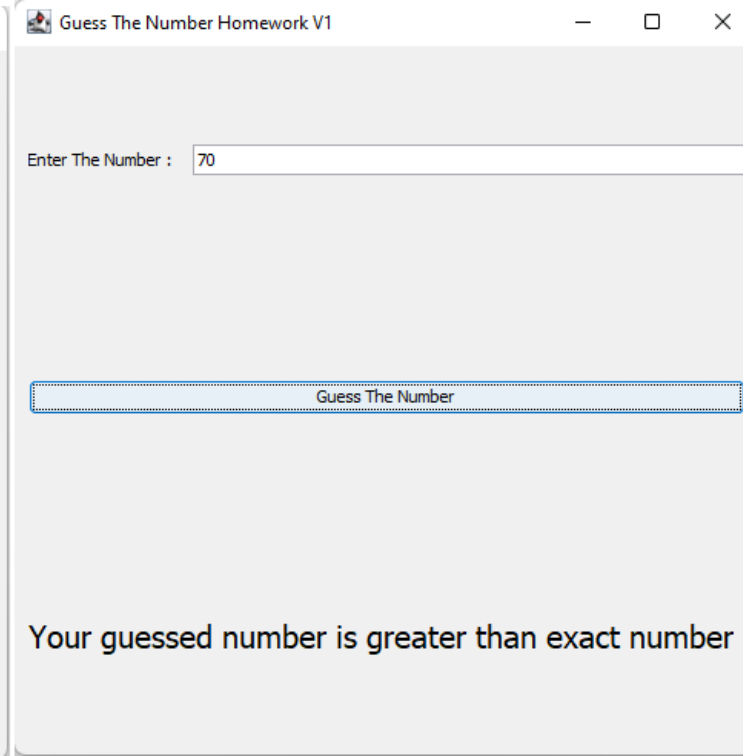 Guess The Number Homework V1
Enter The Number : 70
Guess The Number
Your guessed number is greater than exact number